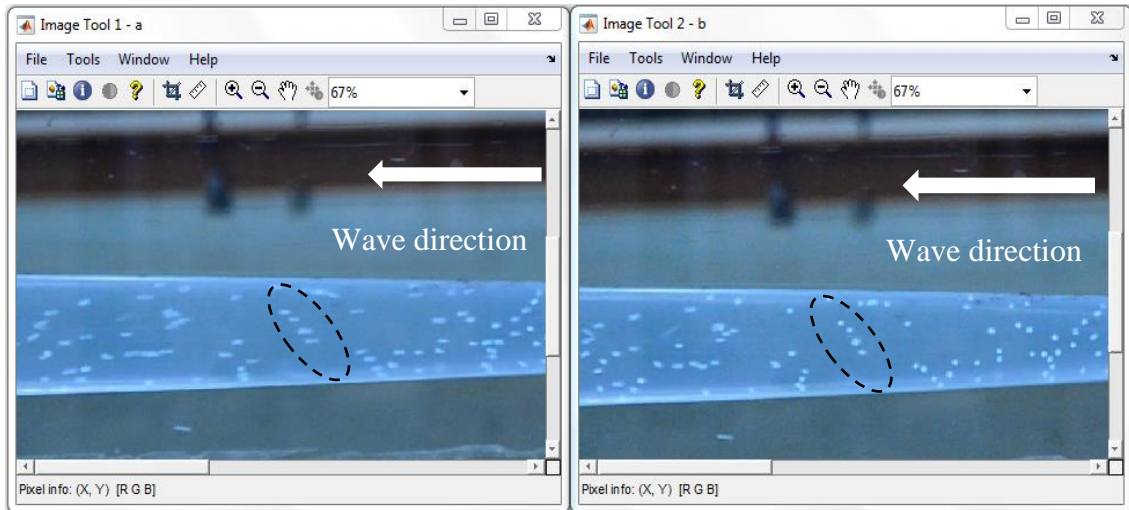 Image Tool 1 - a
File Tools Window Help
67%
Wave direction
Pixel info: (X, Y) [R G B]
Image Tool 2 - b
File Tools Window Help
67%
Wave direction
Pixel info: (X, Y) [R G B]